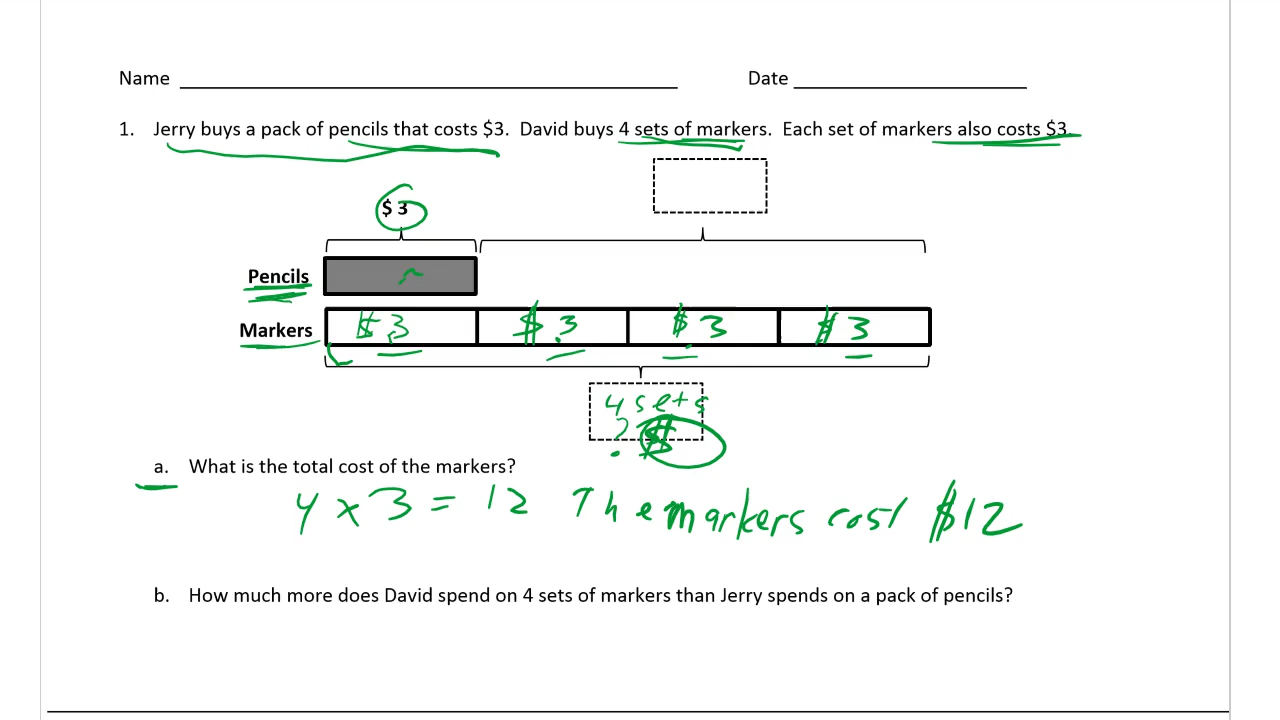 Name Date
1. Jerry buys a pack of pencils that costs $3. David buys 4 sets of markers. Each set of markers also costs $3.
$ 3
Pencils
Markers $3 $3 $3 $3
4 sets
? $
a. What is the total cost of the markers?
4 x 3 = 12 The markers cost $12
b. How much more does David spend on 4 sets of markers than Jerry spends on a pack of pencils?